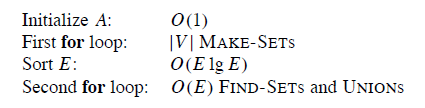 Initialize A: O(1)
First for loop: |V| MAKE-SETS
Sort E: O(E lg E)
Second for loop: O(E) FIND-SETS and UNIONS